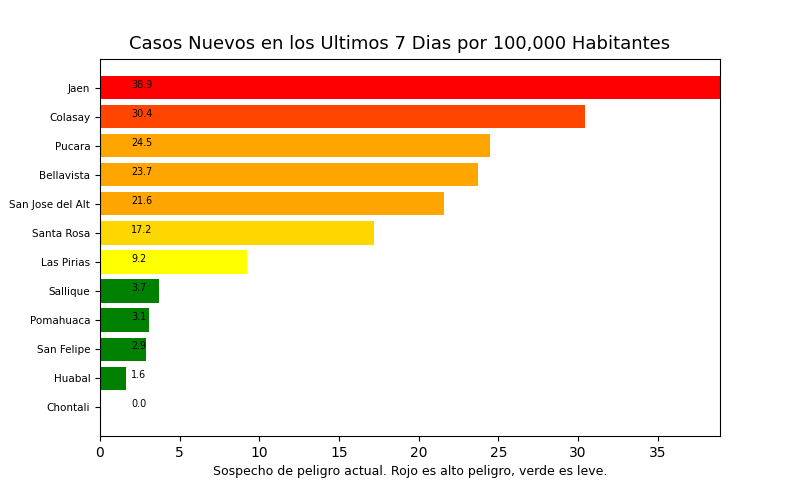 Casos Nuevos en los Ultimos 7 Dias por 100,000 Habitantes
Jaen 38.9
Colasay 30.4
Pucara 24.5
Bellavista 23.7
San Jose del Alt 21.6
Santa Rosa 17.2
Las Pirias 9.2
Sallique 3.7
Pomahuaca 3.1
San Felipe 2.9
Huabal 1.6
Chontali 0.0
0 5 10 15 20 25 30 35
Sospecho de peligro actual. Rojo es alto peligro, verde es leve.